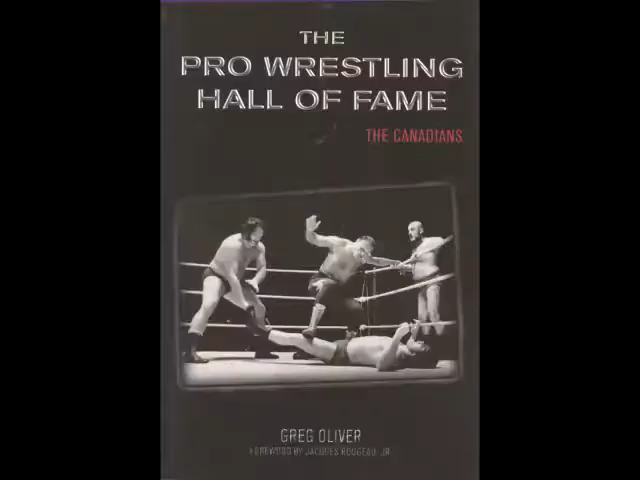 THE
PRO WRESTLING
HALL OF FAME
THE CANADIANS
GREG OLIVER
FOREWORD BY JACQUES ROUGEAU, JR.